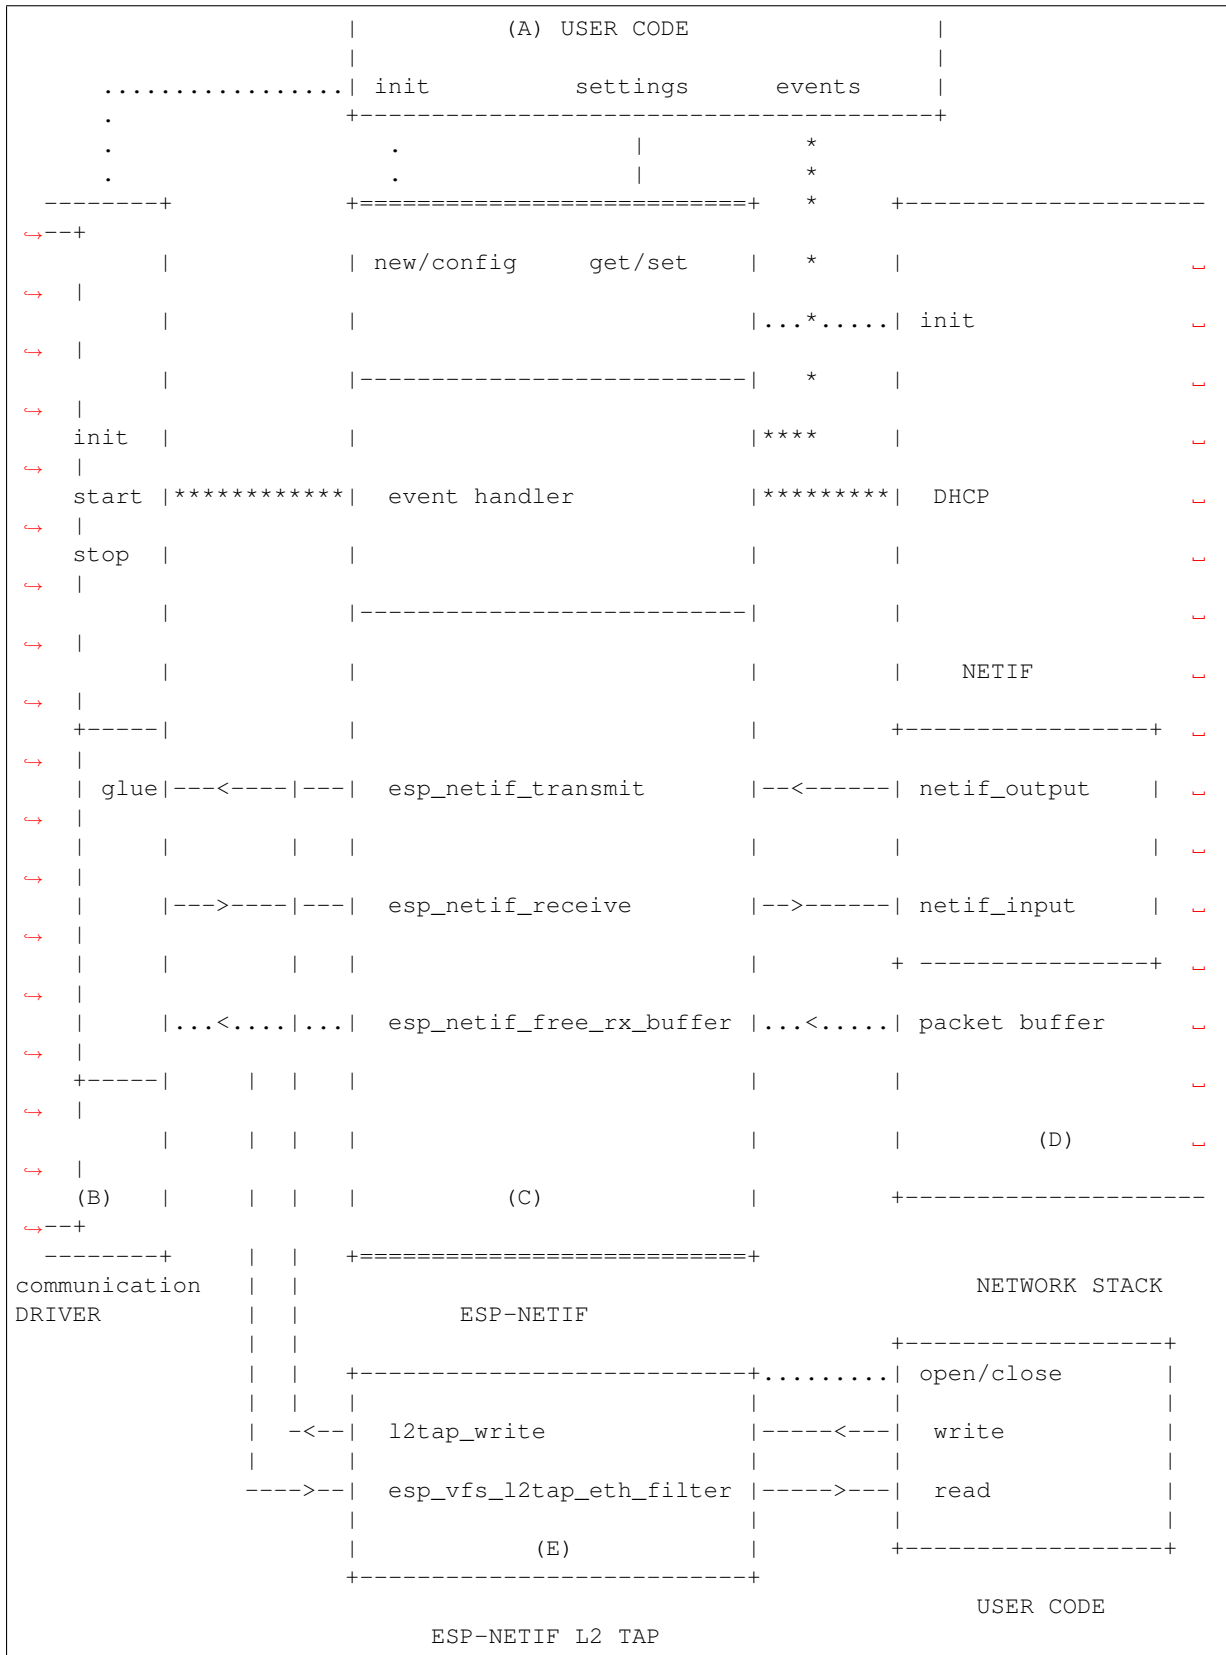 |          (A) USER CODE                 |
|                                        |
.................| init          settings      events     |
.                +----------------------------------------+
.                   .                |           *
.                   .                |           *
--------+            +===========================+   *     +---------------------
↪--+
|            | new/config     get/set    |   *     |                    ␣
↪  |
|            |                           |...*.....| init               ␣
↪  |
|            |---------------------------|   *     |                    ␣
↪  |
init  |            |                           |****     |                    ␣
↪  |
start |************|  event handler            |*********|  DHCP              ␣
↪  |
stop  |            |                           |         |                    ␣
↪  |
|            |---------------------------|         |                    ␣
↪  |
|            |                           |         |    NETIF           ␣
↪  |
+-----|            |                           |         +-----------------+  ␣
↪  |
| glue|---<----|---|  esp_netif_transmit       |--<------| netif_output    |  ␣
↪  |
|     |        |   |                           |         |                 |  ␣
↪  |
|     |--->----|---|  esp_netif_receive        |-->------| netif_input     |  ␣
↪  |
|     |        |   |                           |         + ----------------+  ␣
↪  |
|     |...<....|...|  esp_netif_free_rx_buffer |...<.....| packet buffer      ␣
↪  |
+-----|     |  |   |                           |         |                    ␣
↪  |
|     |  |   |                           |         |         (D)        ␣
↪  |
(B)   |     |  |   |          (C)              |         +---------------------
↪--+
--------+     |  |   +===========================+
communication   |  |                                               NETWORK STACK
DRIVER          |  |           ESP-NETIF
|  |                                         +------------------+
|  |   +---------------------------+.........| open/close       |
|  |   |                           |         |                  |
|  -<--|  l2tap_write              |-----<---|  write           |
|      |                           |         |                  |
---->--|  esp_vfs_l2tap_eth_filter |----->---|  read            |
|                           |         |                  |
|            (E)            |         +------------------+
+---------------------------+
USER CODE
ESP-NETIF L2 TAP